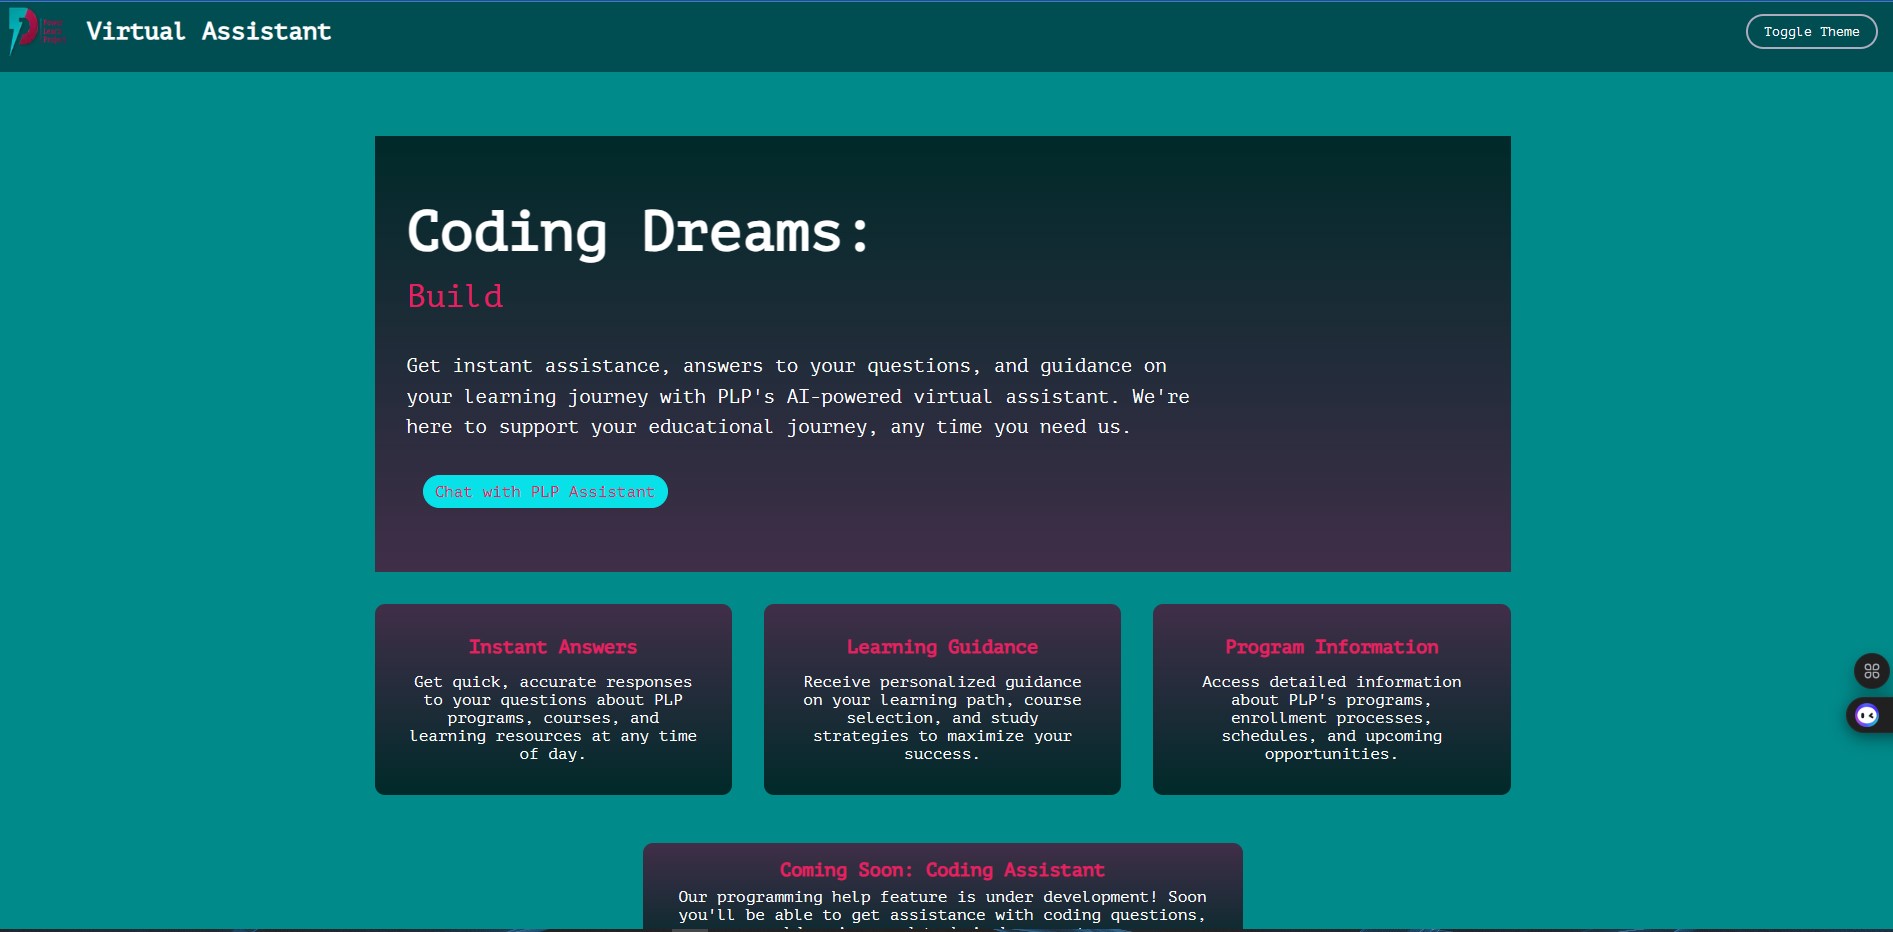 Virtual Assistant
Toggle Theme
Coding Dreams:
Build
Get instant assistance, answers to your questions, and guidance on
your learning journey with PLP's AI-powered virtual assistant. We're
here to support your educational journey, any time you need us.
Chat with PLP Assistant
Instant Answers
Get quick, accurate responses
to your questions about PLP
programs, courses, and
learning resources at any time
of day.
Learning Guidance
Receive personalized guidance
on your learning path, course
selection, and study
strategies to maximize your
success.
Program Information
Access detailed information
about PLP's programs,
enrollment processes,
schedules, and upcoming
opportunities.
Coming Soon: Coding Assistant
Our programming help feature is under development! Soon
you'll be able to get assistance with coding questions,